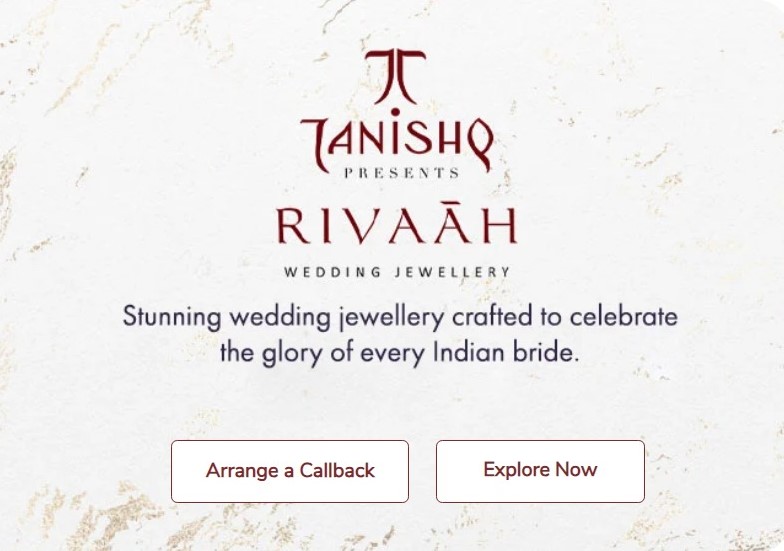 TANISHQ
PRESENTS
RIVAĀH
WEDDING JEWELLERY
Stunning wedding jewellery crafted to celebrate
the glory of every Indian bride.
Arrange a Callback
Explore Now